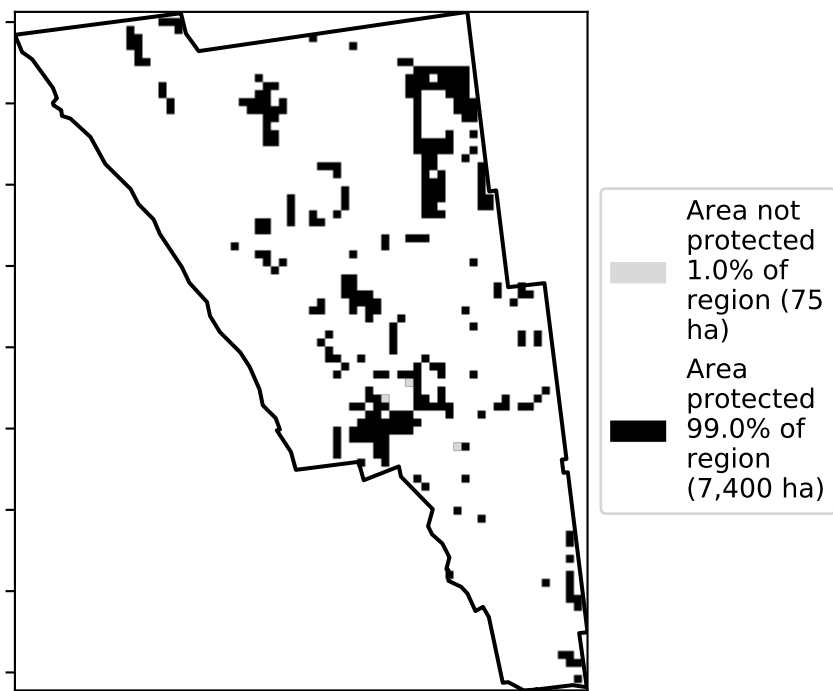 Area not
protected
1.0% of
region (75
ha)
Area
protected
99.0% of
region
(7,400 ha)